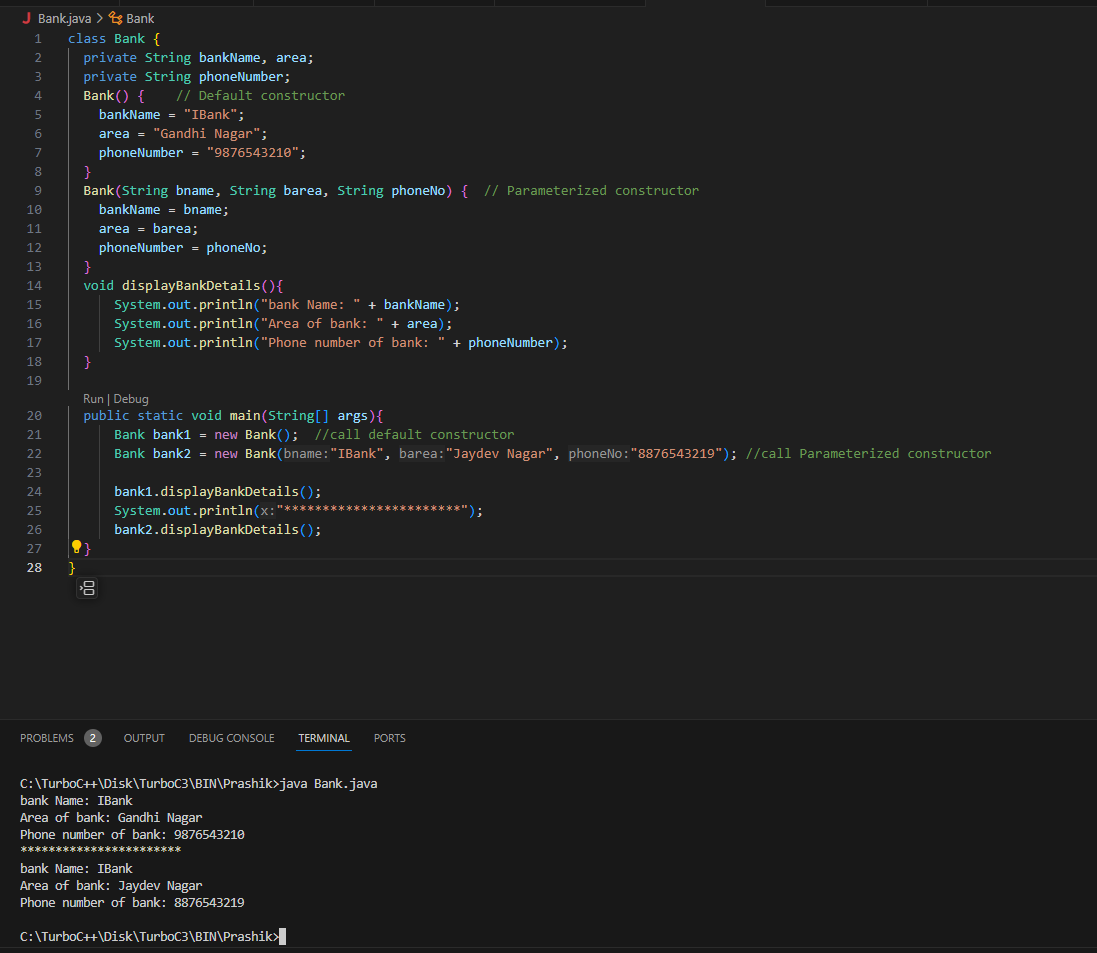 J Bank.java > Bank
1 class Bank {
2 private String bankName, area;
3 private String phoneNumber;
4 Bank() {    // Default constructor
5 bankName = "IBank";
6 area = "Gandhi Nagar";
7 phoneNumber = "9876543210";
8 }
9 Bank(String bname, String barea, String phoneNo) {  // Parameterized constructor
10 bankName = bname;
11 area = barea;
12 phoneNumber = phoneNo;
13 }
14 void displayBankDetails(){
15 System.out.println("bank Name: " + bankName);
16 System.out.println("Area of bank: " + area);
17 System.out.println("Phone number of bank: " + phoneNumber);
18 }
19
Run | Debug
20 public static void main(String[] args){
21 Bank bank1 = new Bank();  //call default constructor
22 Bank bank2 = new Bank(bname:"IBank", barea:"Jaydev Nagar", phoneNo:"8876543219"); //call Parameterized constructor
23
24 bank1.displayBankDetails();
25 System.out.println(x:"***********************");
26 bank2.displayBankDetails();
27 }
28 }
PROBLEMS 2 OUTPUT DEBUG CONSOLE TERMINAL PORTS
C:\TurboC++\Disk\TurboC3\BIN\Prashik>java Bank.java
bank Name: IBank
Area of bank: Gandhi Nagar
Phone number of bank: 9876543210
***********************
bank Name: IBank
Area of bank: Jaydev Nagar
Phone number of bank: 8876543219
C:\TurboC++\Disk\TurboC3\BIN\Prashik>